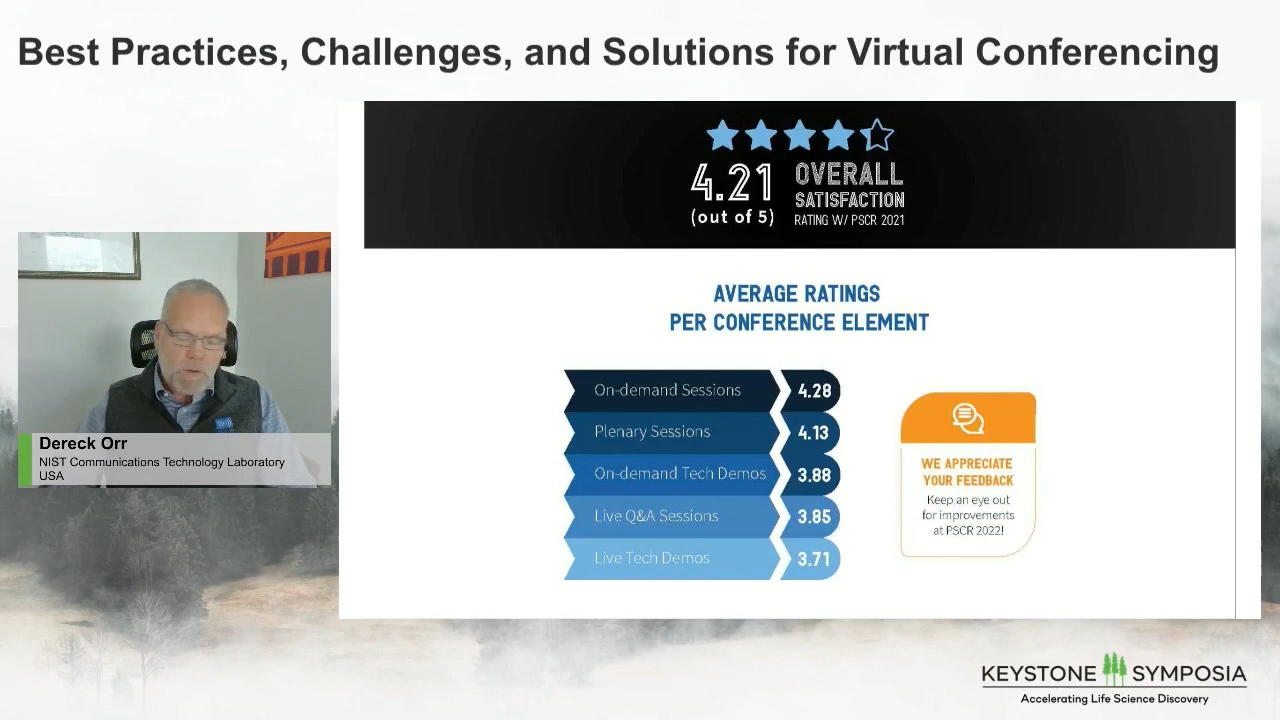 Best Practices, Challenges, and Solutions for Virtual Conferencing
4.21
(out of 5)
OVERALL
SATISFACTION
RATING W/ PSCR 2021
AVERAGE RATINGS
PER CONFERENCE ELEMENT
On-demand Sessions 4.28
Plenary Sessions 4.13
On-demand Tech Demos 3.88
Live Q&A Sessions 3.85
Live Tech Demos 3.71
WE APPRECIATE
YOUR FEEDBACK
Keep an eye out
for improvements
at PSCR 2022!
Dereck Orr
NIST Communications Technology Laboratory
USA
KEYSTONE SYMPOSIA
Accelerating Life Science Discovery